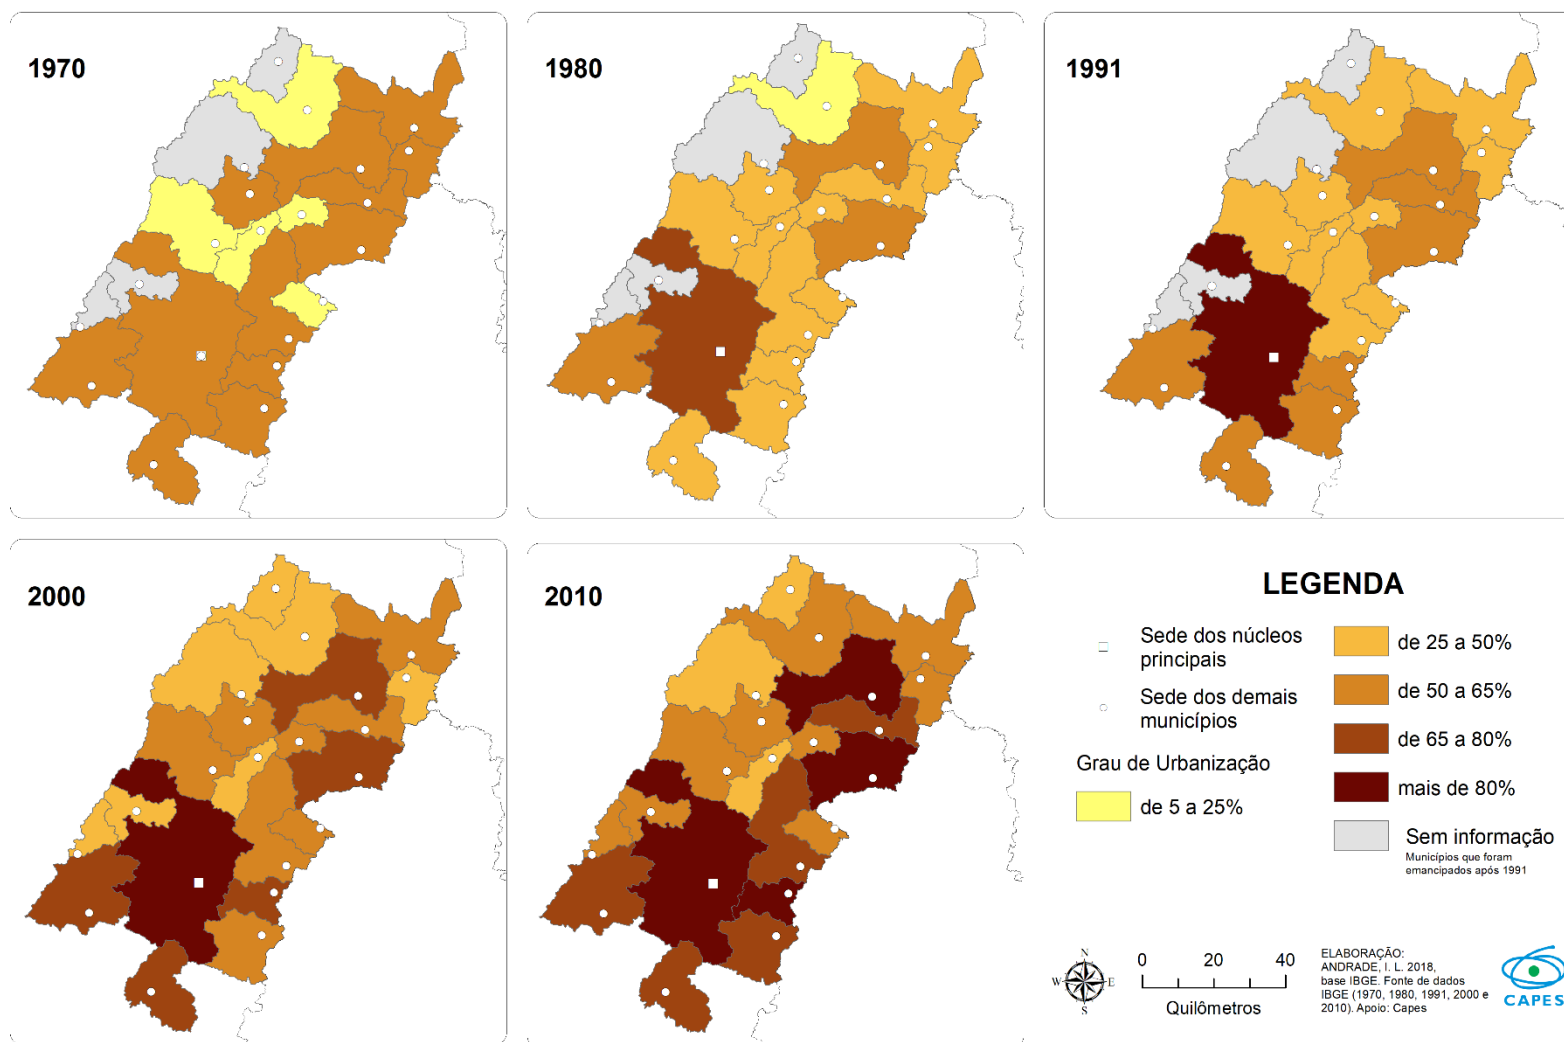 1970
1980
1991
2000
2010
LEGENDA
Sede dos núcleos
principais
Sede dos demais
municípios
Grau de Urbanização
de 5 a 25%
de 25 a 50%
de 50 a 65%
de 65 a 80%
mais de 80%
Sem informação
Municípios que foram
emancipados após 1991
N
W
E
S
0 20 40
Quilômetros
ELABORAÇÃO:
ANDRADE, I. L. 2018,
base IBGE. Fonte de dados
IBGE (1970, 1980, 1991, 2000 e
2010). Apoio: Capes
CAPES